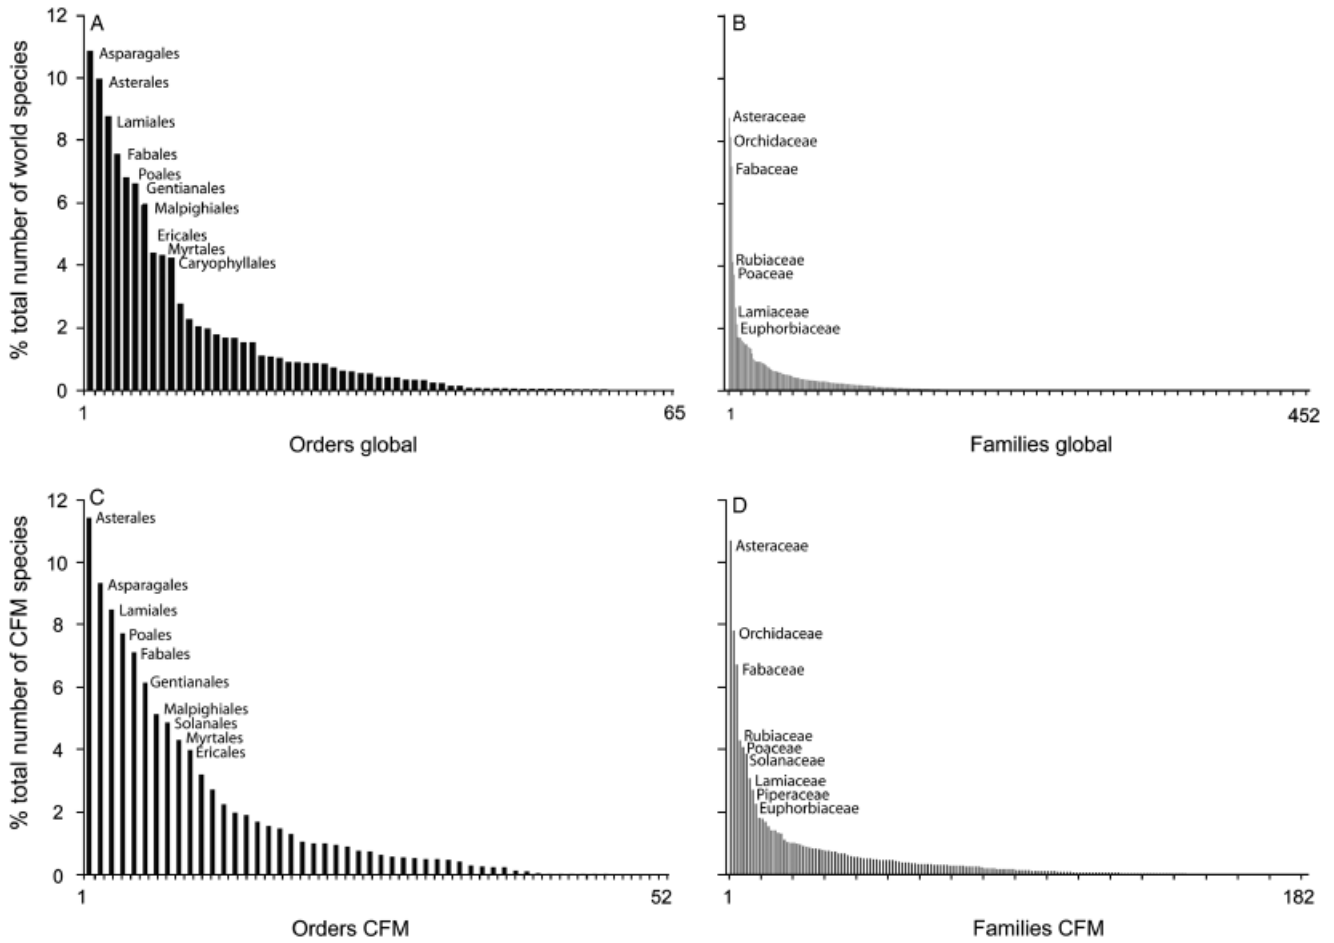 A
% total number of world species
12
10
8
6
4
2
0
Asparagales
Asterales
Lamiales
Fabales
Poales
Gentianales
Malpighiales
Ericales
Myrtales
Caryophyllales
1
65
Orders global
B
Asteraceae
Orchidaceae
Fabaceae
Rubiaceae
Poaceae
Lamiaceae
Euphorbiaceae
1
452
Families global
C
% total number of CFM species
12
10
8
6
4
2
0
Asterales
Asparagales
Lamiales
Poales
Fabales
Gentianales
Malpighiales
Solanales
Myrtales
Ericales
1
52
Orders CFM
D
Asteraceae
Orchidaceae
Fabaceae
Rubiaceae
Poaceae
Solanaceae
Lamiaceae
Piperaceae
Euphorbiaceae
1
182
Families CFM